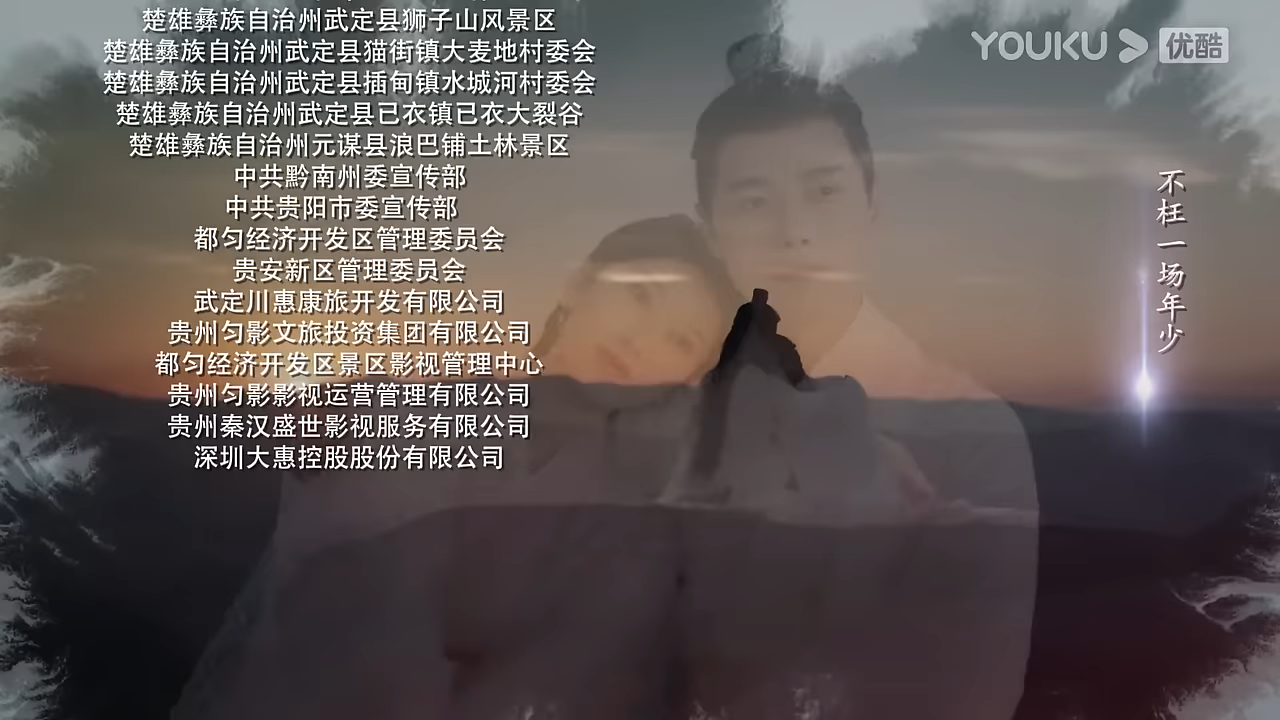 楚雄彝族自治州武定县狮子山风景区
楚雄彝族自治州武定县猫街镇大麦地村委会
楚雄彝族自治州武定县插甸镇水城河村委会
楚雄彝族自治州武定县已衣镇已衣大裂谷
楚雄彝族自治州元谋县浪巴铺土林景区
中共黔南州委宣传部
中共贵阳市委宣传部
都匀经济开发区管理委员会
贵安新区管理委员会
武定川惠康旅开发有限公司
贵州匀影文旅投资集团有限公司
都匀经济开发区景区影视管理中心
贵州匀影影视运营管理有限公司
贵州秦汉盛世影视服务有限公司
深圳大惠控股股份有限公司
YOUKU 优酷
不枉一场年少